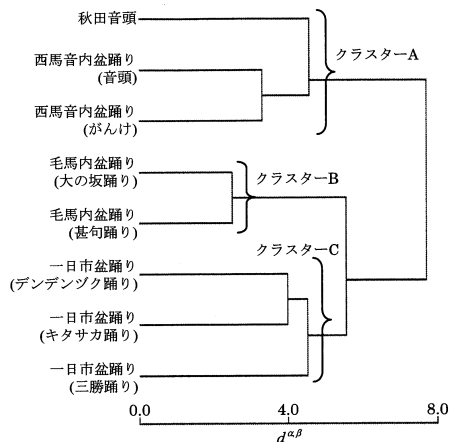 秋田音頭
クラスターA
西馬音内盆踊り
(音頭)
西馬音内盆踊り
(がんけ)
毛馬内盆踊り
(大の坂踊り)
クラスターB
毛馬内盆踊り
(甚句踊り)
クラスターC
一日市盆踊り
(デンデンヅク踊り)
一日市盆踊り
(キタサカ踊り)
一日市盆踊り
(三勝踊り)
0.0 4.0 8.0
d^{α,β}